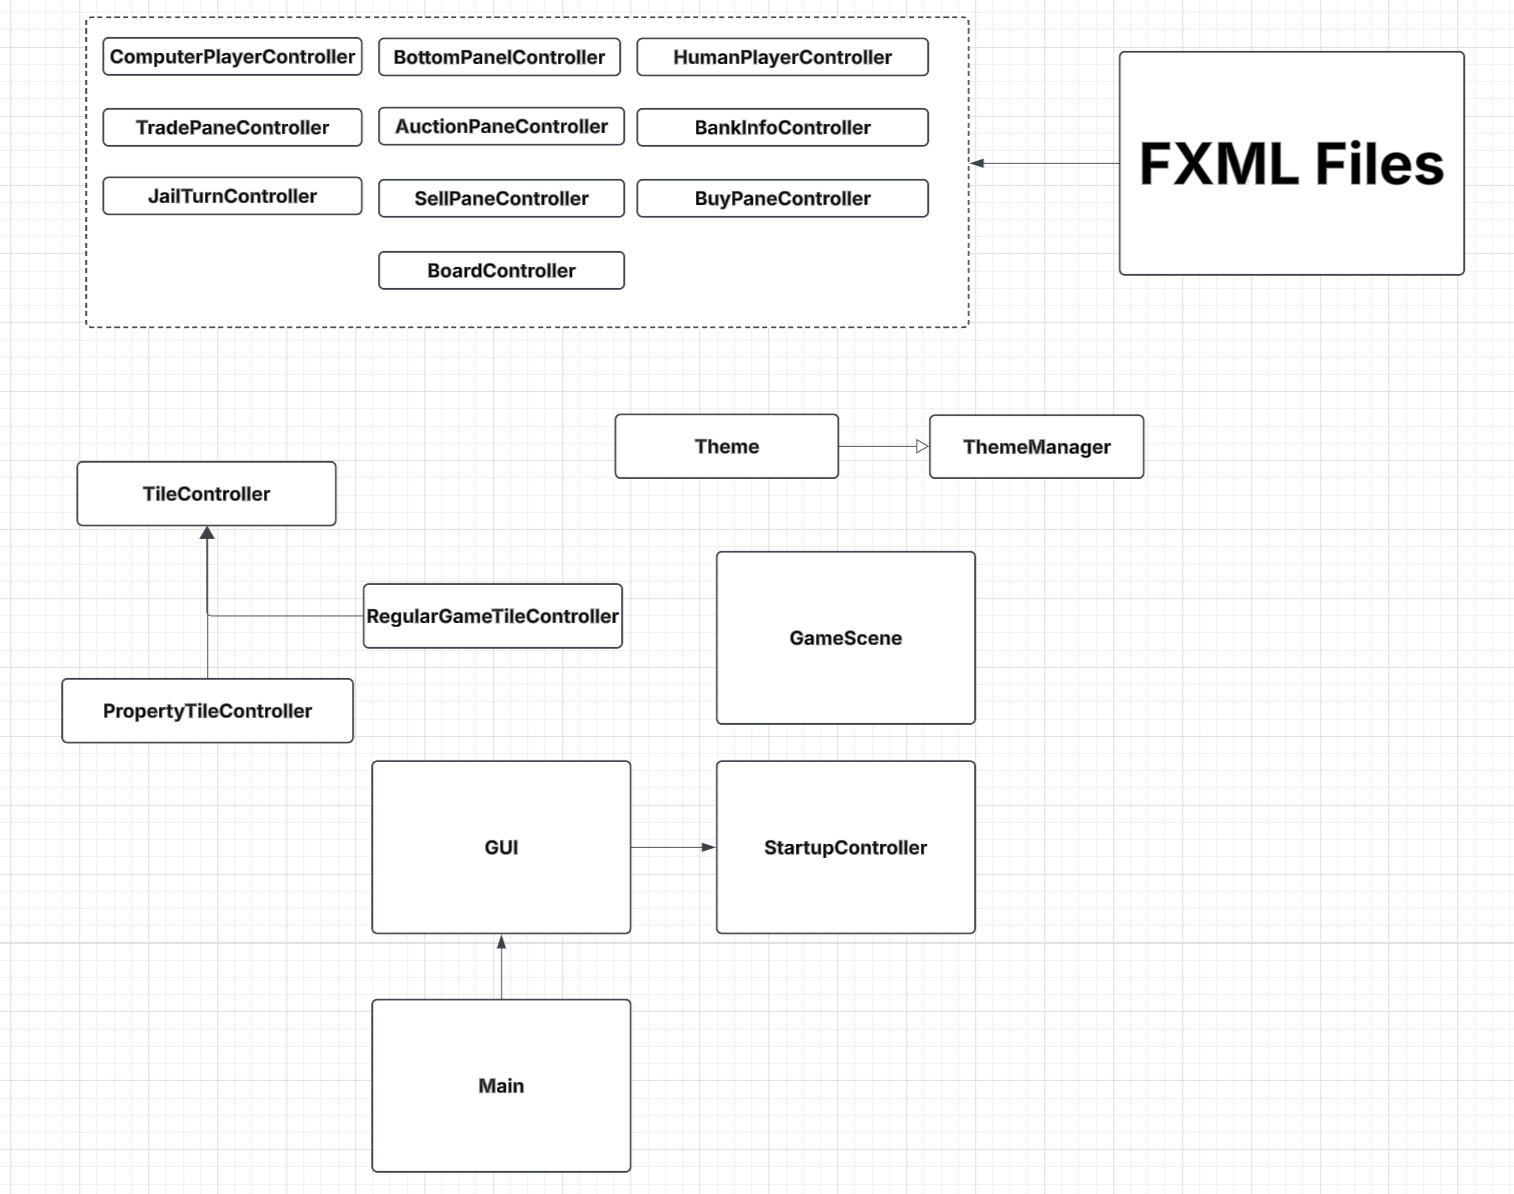 ComputerPlayerController
BottomPanelController
HumanPlayerController
TradePaneController
AuctionPaneController
BankInfoController
JailTurnController
SellPaneController
BuyPaneController
BoardController
FXML Files
Theme
ThemeManager
TileController
RegularGameTileController
GameScene
PropertyTileController
GUI
StartupController
Main